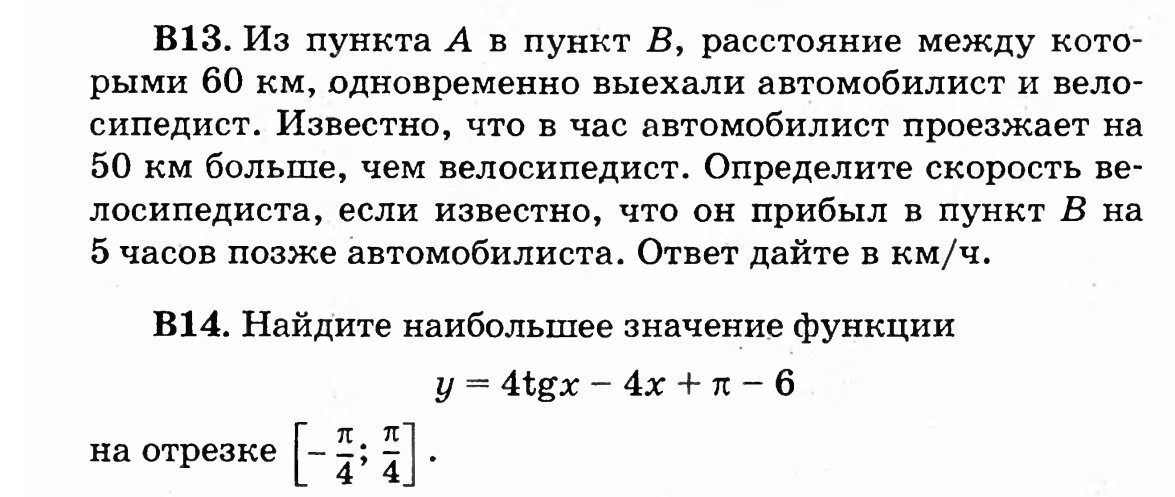 В13. Из пункта A в пункт B, расстояние между кото-
рыми 60 км, одновременно выехали автомобилист и вело-
сипедист. Известно, что в час автомобилист проезжает на
50 км больше, чем велосипедист. Определите скорость ве-
лосипедиста, если известно, что он прибыл в пункт B на
5 часов позже автомобилиста. Ответ дайте в км/ч.
В14. Найдите наибольшее значение функции
y = 4tgx − 4x + π − 6
на отрезке [−π/4; π/4].